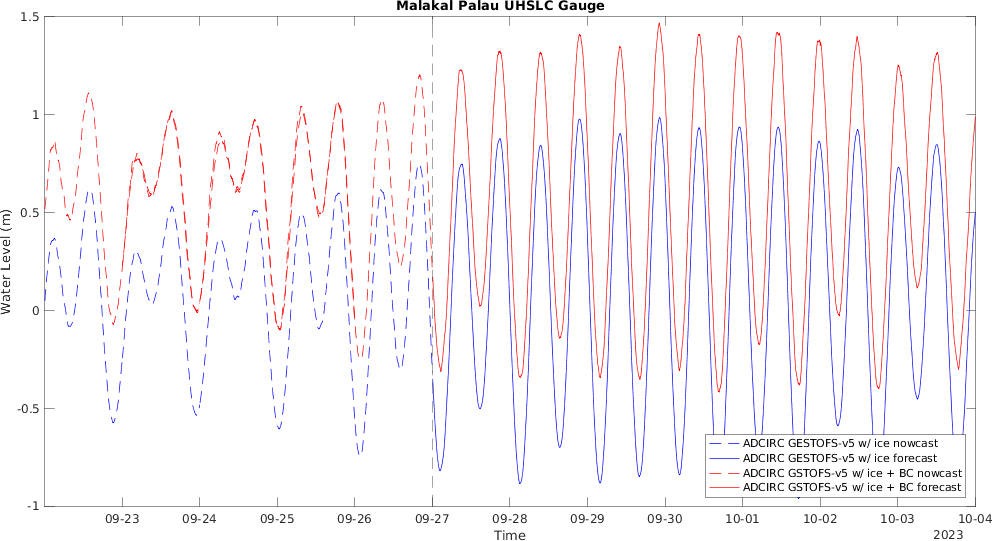 Malakal Palau UHSLC Gauge
Water Level (m)
1.5
1
0.5
0
-0.5
-1
ADCIRC GESTOFS-v5 w/ ice nowcast
ADCIRC GESTOFS-v5 w/ ice forecast
ADCIRC GSTOFS-v5 w/ ice + BC nowcast
ADCIRC GSTOFS-v5 w/ ice + BC forecast
09-23 09-24 09-25 09-26 09-27 09-28 09-29 09-30 10-01 10-02 10-03 10-04
Time
2023